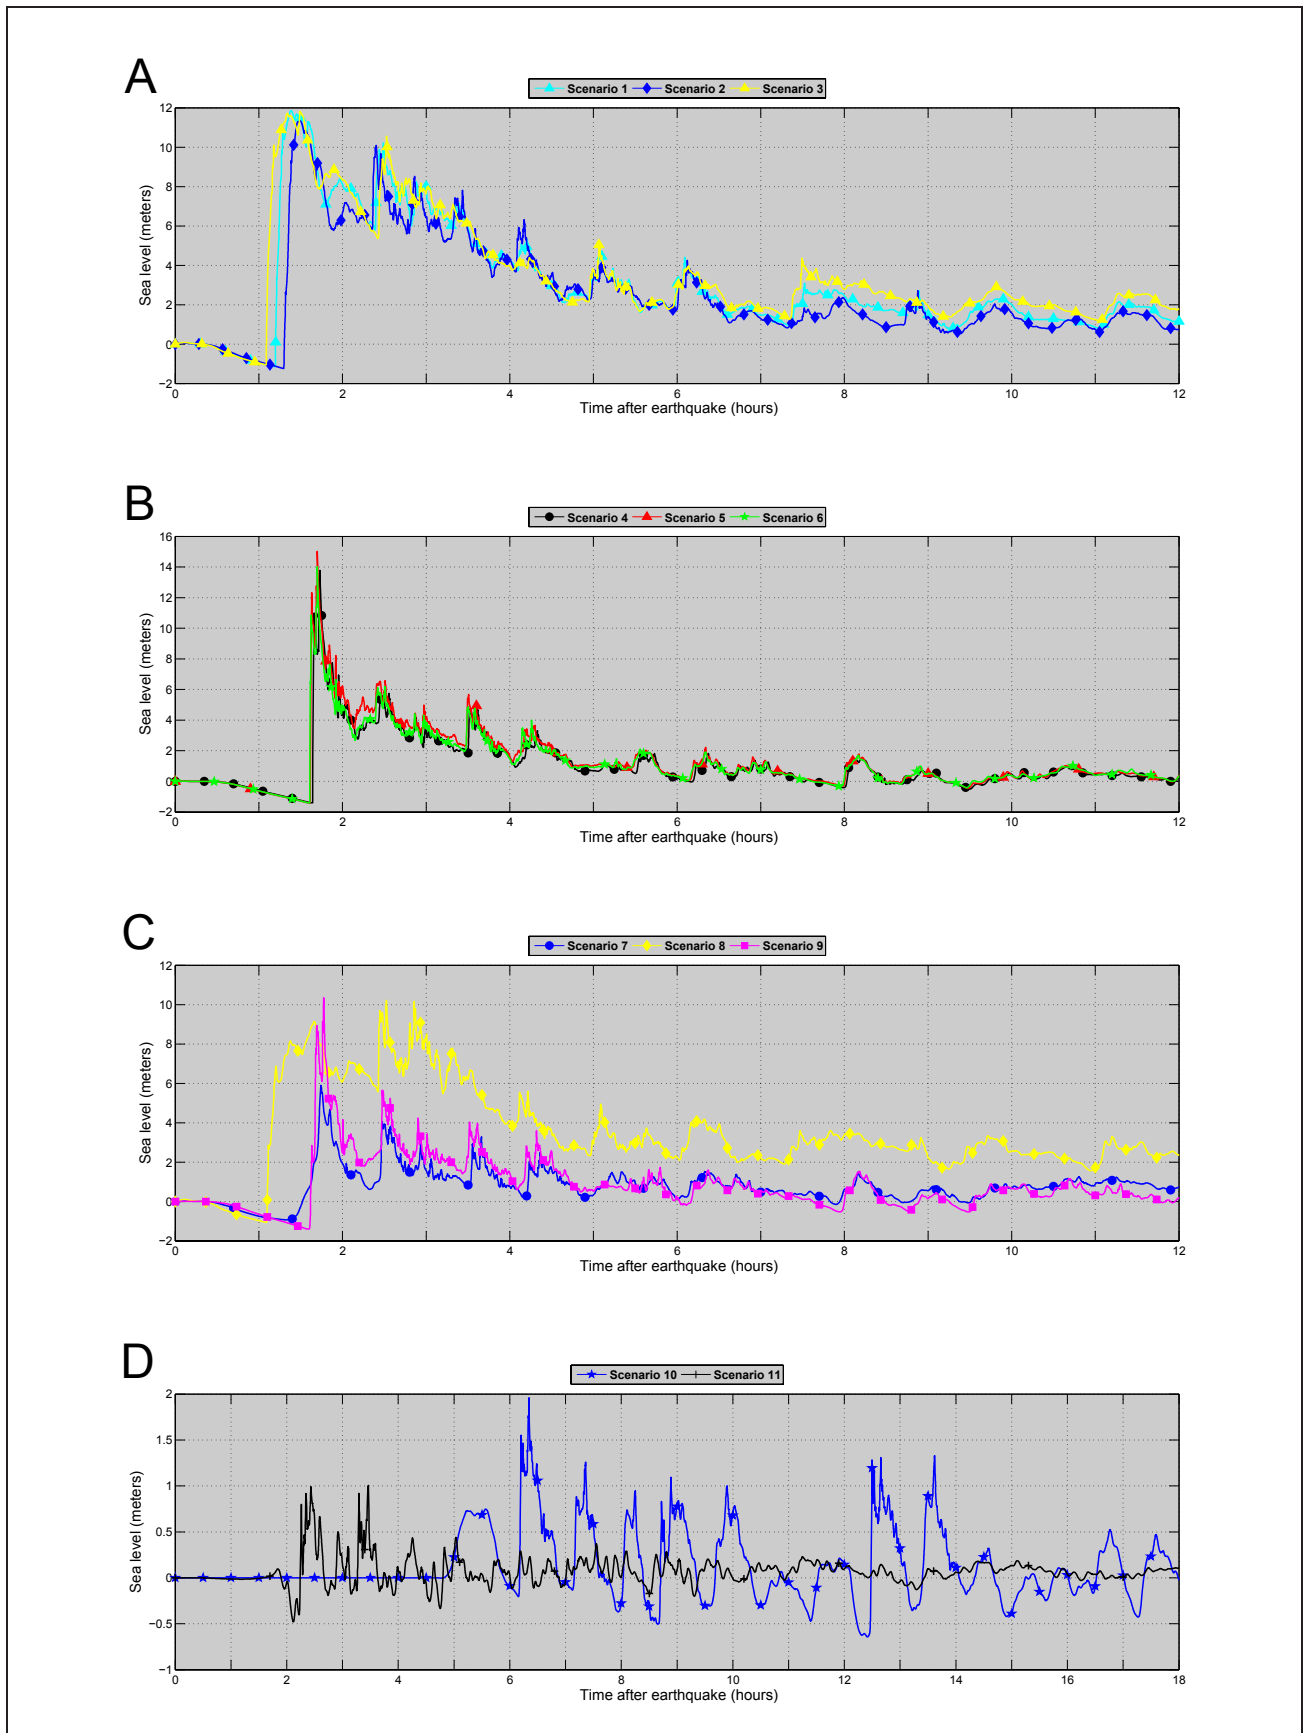 A
Scenario 1 Scenario 2 Scenario 3
12
10
8
6
4
2
0
−2
Sea level (meters)
0 2 4 6 8 10 12
Time after earthquake (hours)
B
Scenario 4 Scenario 5 Scenario 6
16
14
12
10
8
6
4
2
0
−2
Sea level (meters)
0 2 4 6 8 10 12
Time after earthquake (hours)
C
Scenario 7 Scenario 8 Scenario 9
12
10
8
6
4
2
0
−2
Sea level (meters)
0 2 4 6 8 10 12
Time after earthquake (hours)
D
Scenario 10 Scenario 11
2
1.5
1
0.5
0
−0.5
−1
Sea level (meters)
0 2 4 6 8 10 12 14 16 18
Time after earthquake (hours)